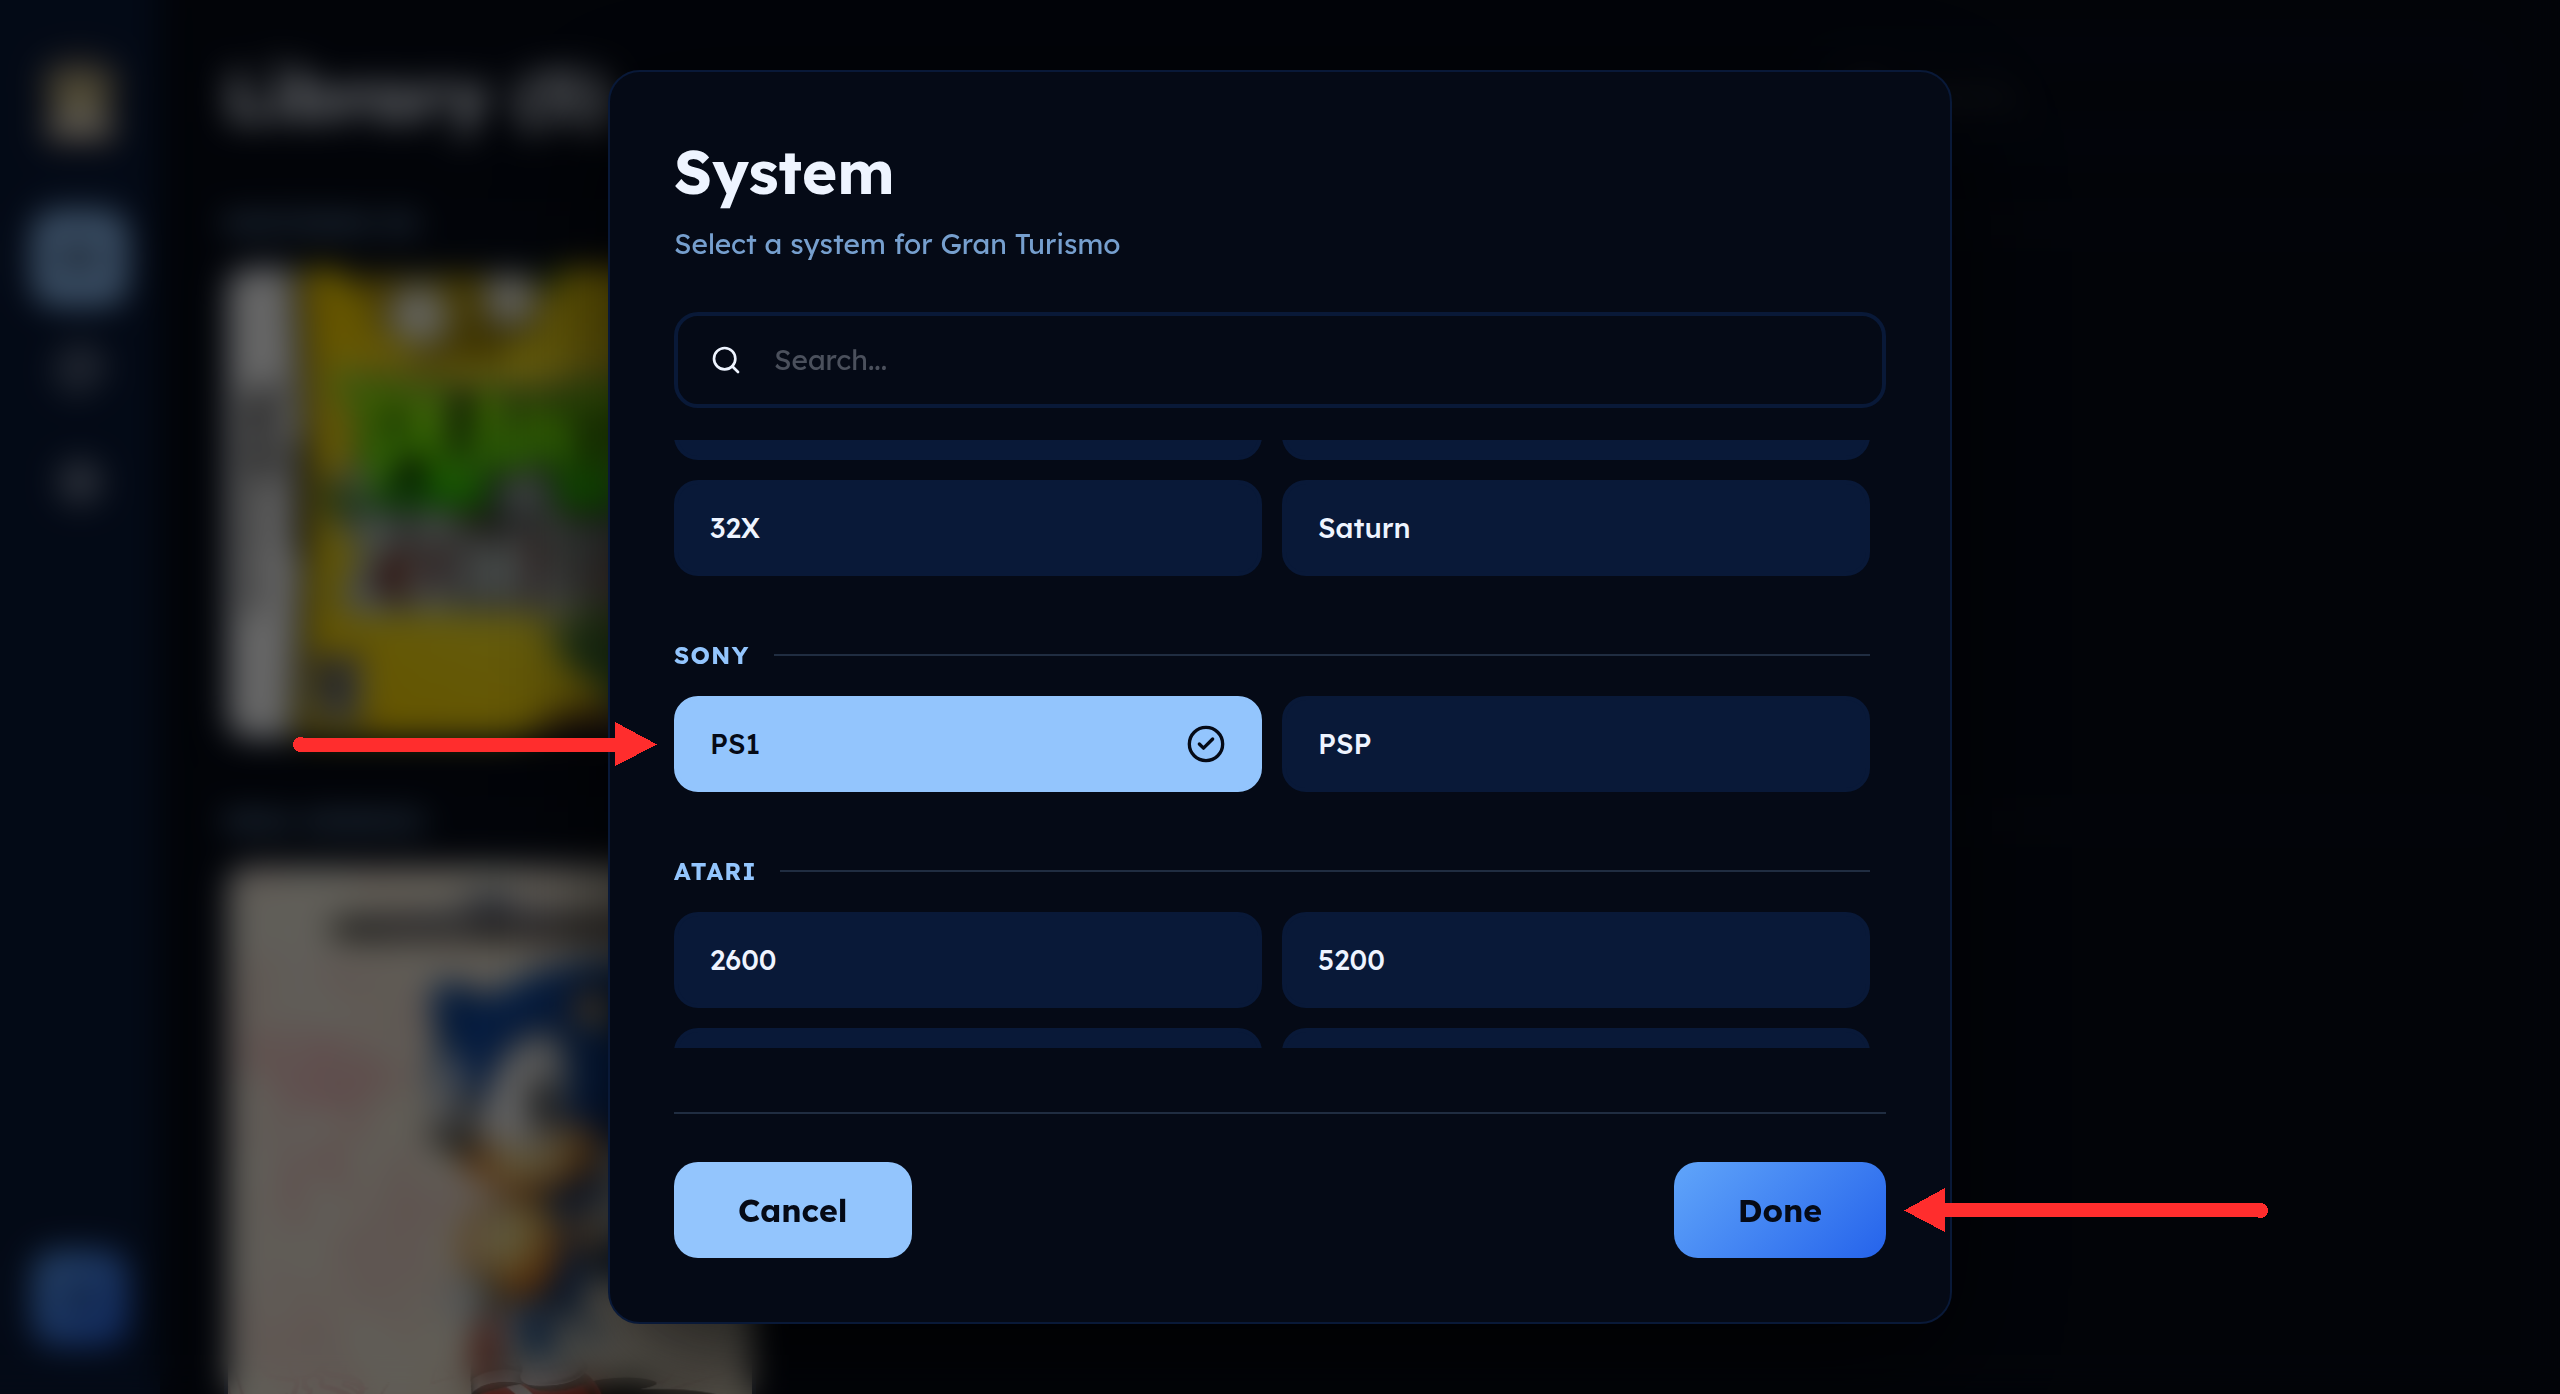 System
Select a system for Gran Turismo
Search...
32X
Saturn
SONY
PS1
PSP
ATARI
2600
5200
Cancel
Done